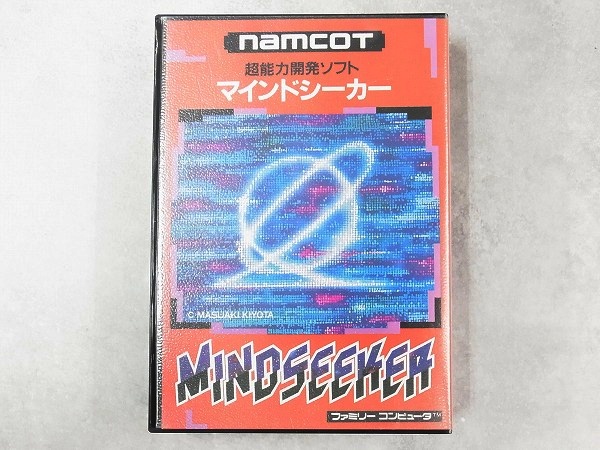 namcot
超能力開発ソフト
マインドシーカー
© MASUAKI KIYOTA
MINDSEEKER
ファミリー コンピュータ™